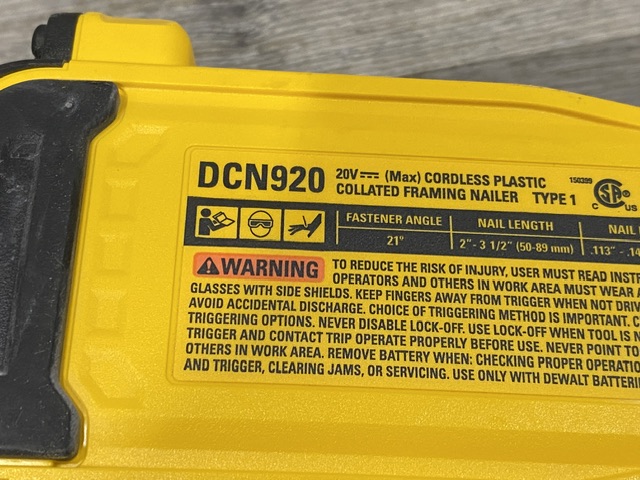 DCN920 20V (Max) CORDLESS PLASTIC
COLLATED FRAMING NAILER TYPE 1
150399
C US
FASTENER ANGLE NAIL LENGTH
21° 2"- 3 1/2" (50-89 mm) .113"-
WARNING TO REDUCE THE RISK OF INJURY, USER MUST READ
OPERATORS AND OTHERS IN WORK AREA MUST WEAR
GLASSES WITH SIDE SHIELDS. KEEP FINGERS AWAY FROM TRIGGER WHEN NOT
AVOID ACCIDENTAL DISCHARGE. CHOICE OF TRIGGERING METHOD IS IMPORTANT.
TRIGGERING OPTIONS. NEVER DISABLE LOCK-OFF. USE LOCK-OFF WHEN TOOL IS
TRIGGER AND CONTACT TRIP OPERATE PROPERLY BEFORE USE. NEVER POINT
OTHERS IN WORK AREA. REMOVE BATTERY WHEN: CHECKING PROPER
AND TRIGGER, CLEARING JAMS, OR SERVICING. USE ONLY WITH DEWALT